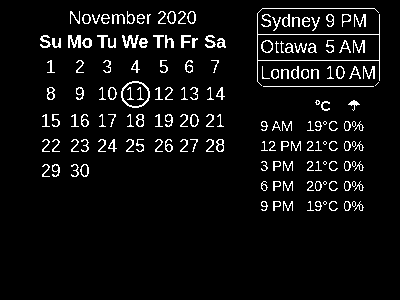 November 2020
Su Mo Tu We Th Fr Sa
1 2 3 4 5 6 7
8 9 10 11 12 13 14
15 16 17 18 19 20 21
22 23 24 25 26 27 28
29 30
Sydney 9 PM
Ottawa 5 AM
London 10 AM
°C ☂
9 AM 19°C 0%
12 PM 21°C 0%
3 PM 21°C 0%
6 PM 20°C 0%
9 PM 19°C 0%